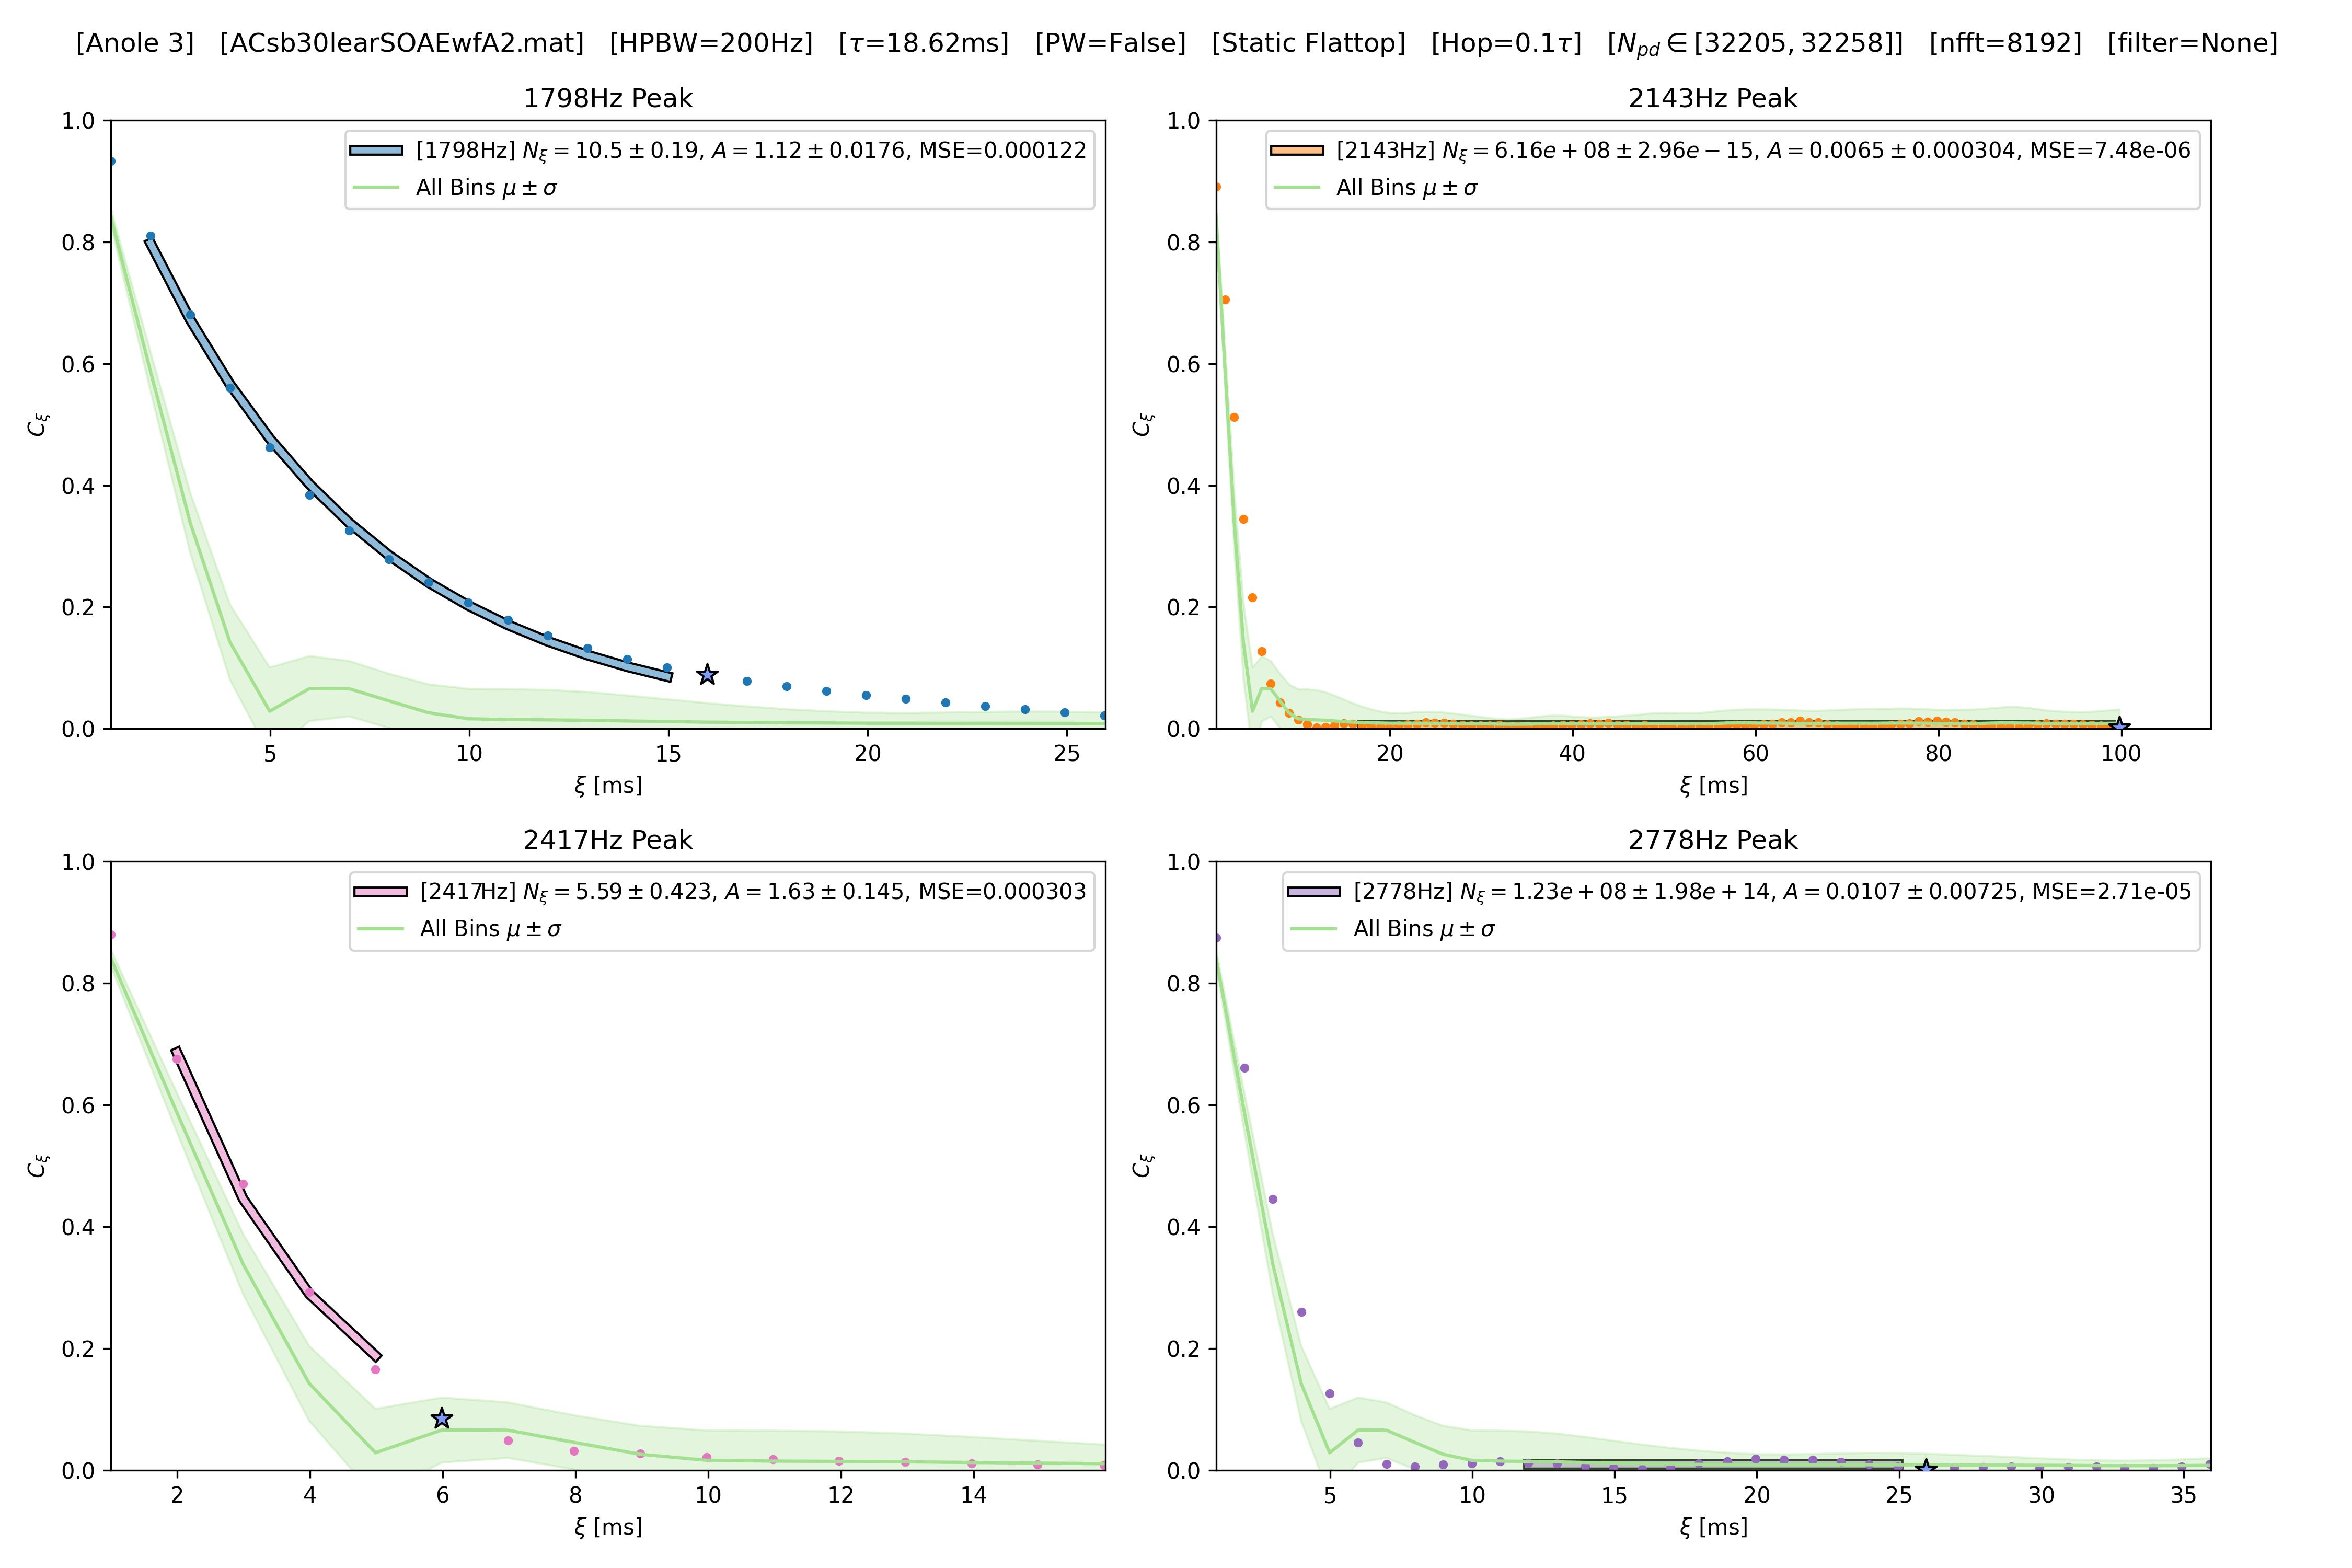 [Anole 3] [ACsb30learSOAEwfA2.mat] [HPBW=200Hz] [τ=18.62ms] [PW=False] [Static Flattop] [Hop=0.1τ] [N_pd ∈ [32205, 32258]] [nfft=8192] [filter=None]
1798Hz Peak
[1798Hz] N_ξ = 10.5 ± 0.19, A = 1.12 ± 0.0176, MSE=0.000122
All Bins μ ± σ
1.0
0.8
0.6
0.4
0.2
0.0
C_ξ
5 10 15 20 25
ξ [ms]
2143Hz Peak
[2143Hz] N_ξ = 6.16e + 08 ± 2.96e − 15, A = 0.0065 ± 0.000304, MSE=7.48e-06
All Bins μ ± σ
1.0
0.8
0.6
0.4
0.2
0.0
C_ξ
20 40 60 80 100
ξ [ms]
2417Hz Peak
[2417Hz] N_ξ = 5.59 ± 0.423, A = 1.63 ± 0.145, MSE=0.000303
All Bins μ ± σ
1.0
0.8
0.6
0.4
0.2
0.0
C_ξ
2 4 6 8 10 12 14
ξ [ms]
2778Hz Peak
[2778Hz] N_ξ = 1.23e + 08 ± 1.98e + 14, A = 0.0107 ± 0.00725, MSE=2.71e-05
All Bins μ ± σ
1.0
0.8
0.6
0.4
0.2
0.0
C_ξ
5 10 15 20 25 30 35
ξ [ms]